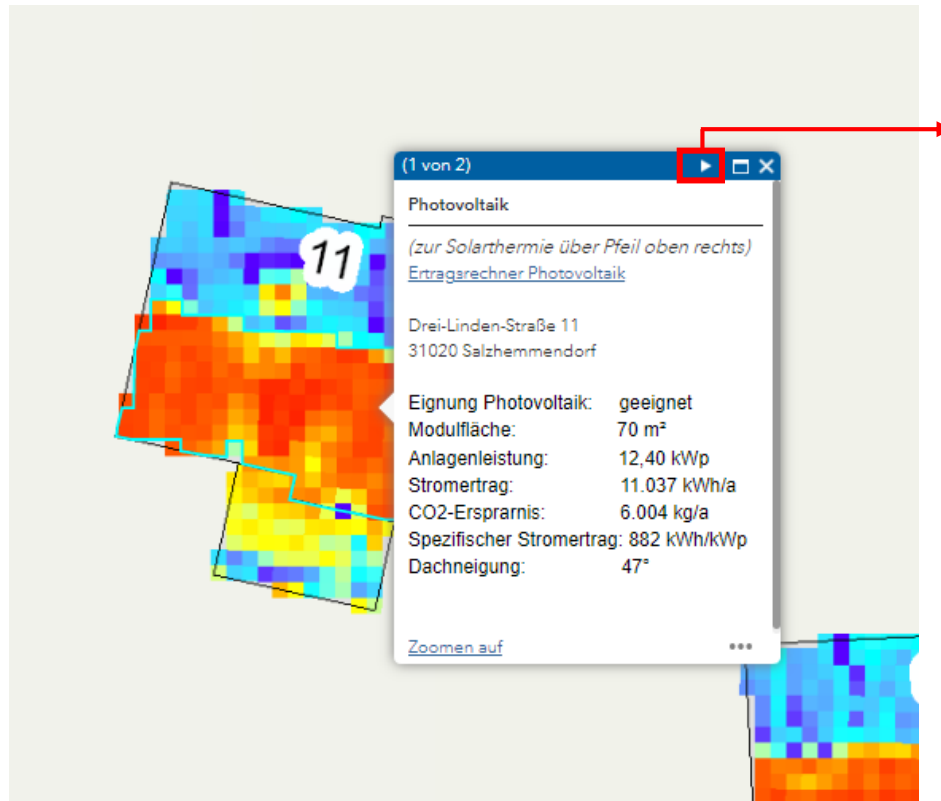 11
(1 von 2)
Photovoltaik
(zur Solarthermie über Pfeil oben rechts)
Ertragsrechner Photovoltaik
Drei-Linden-Straße 11
31020 Salzhemmendorf
Eignung Photovoltaik: geeignet
Modulfläche: 70 m²
Anlagenleistung: 12,40 kWp
Stromertrag: 11.037 kWh/a
CO2-Ersprarnis: 6.004 kg/a
Spezifischer Stromertrag: 882 kWh/kWp
Dachneigung: 47°
Zoomen auf